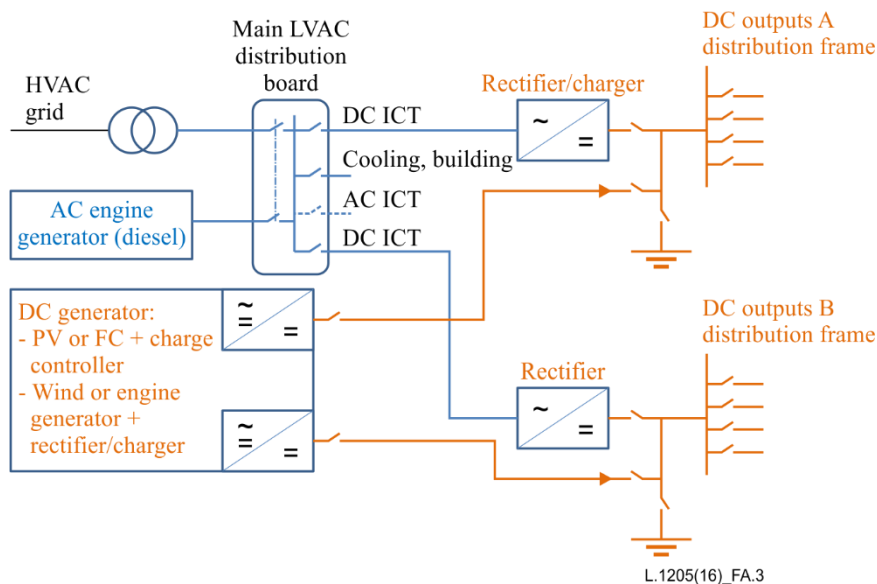 HVAC
grid
Main LVAC
distribution
board
DC ICT
Cooling, building
AC ICT
DC ICT
Rectifier/charger
~
=
DC outputs A
distribution frame
AC engine
generator (diesel)
DC generator:
- PV or FC + charge
controller
- Wind or engine
generator +
rectifier/charger
~
=
=
~
=
=
Rectifier
~
=
DC outputs B
distribution frame
L.1205(16)_FA.3